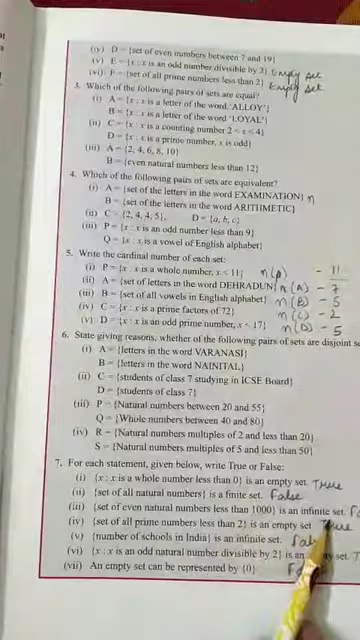 (iv) D = {set of even numbers between 7 and 19}
(v) E = {x : x is an odd number divisible by 2} Empty set
(vi) F = {set of all prime numbers less than 2} Empty set
3. Which of the following pairs of sets are equal?
(i) A = {x : x is a letter of the word 'ALLOY'}
B = {x : x is a letter of the word 'LOYAL'}
(ii) C = {x : x is a counting number 2 < x < 4}
D = {x : x is a prime number, x is odd}
(iii) A = {2, 4, 6, 8, 10}
B = {even natural numbers less than 12}
4. Which of the following pairs of sets are equivalent?
(i) A = {set of the letters in the word EXAMINATION} n
B = {set of the letters in the word ARITHMETIC}
(ii) C = {2, 4, 4, 5}, D = {a, b, c}
(iii) P = {x : x is an odd number less than 9}
Q = {x : x is a vowel of English alphabet}
5. Write the cardinal number of each set:
(i) P = {x : x is a whole number, x < 11} n(P) - 11
(ii) A = {set of letters in the word DEHRADUN} n(A) - 7
(iii) B = {set of all vowels in English alphabet} n(B) - 5
(iv) C = {x : x is a prime factors of 72} n(C) - 2
(v) D = {x : x is an odd prime number, x < 17} n(D) - 5
6. State giving reasons, whether of the following pairs of sets are disjoint se
(i) A = {letters in the word VARANASI}
B = {letters in the word NAINITAL}
(ii) C = {students of class 7 studying in ICSE Board}
D = {students of class 7}
(iii) P = {Natural numbers between 20 and 55}
Q = {Whole numbers between 40 and 80}
(iv) R = {Natural numbers multiples of 2 and less than 20}
S = {Natural numbers multiples of 5 and less than 50}
7. For each statement, given below, write True or False:
(i) {x : x is a whole number less than 0} is an empty set. True
(ii) {set of all natural numbers} is a finite set. False
(iii) {set of even natural numbers less than 1000} is an infinite set.
(iv) {set of all prime numbers less than 2} is an empty set True
(v) {number of schools in India} is an infinite set.
(vi) {x : x is an odd natural number divisible by 2} is an set.
(vii) An empty set can be represented by {0}